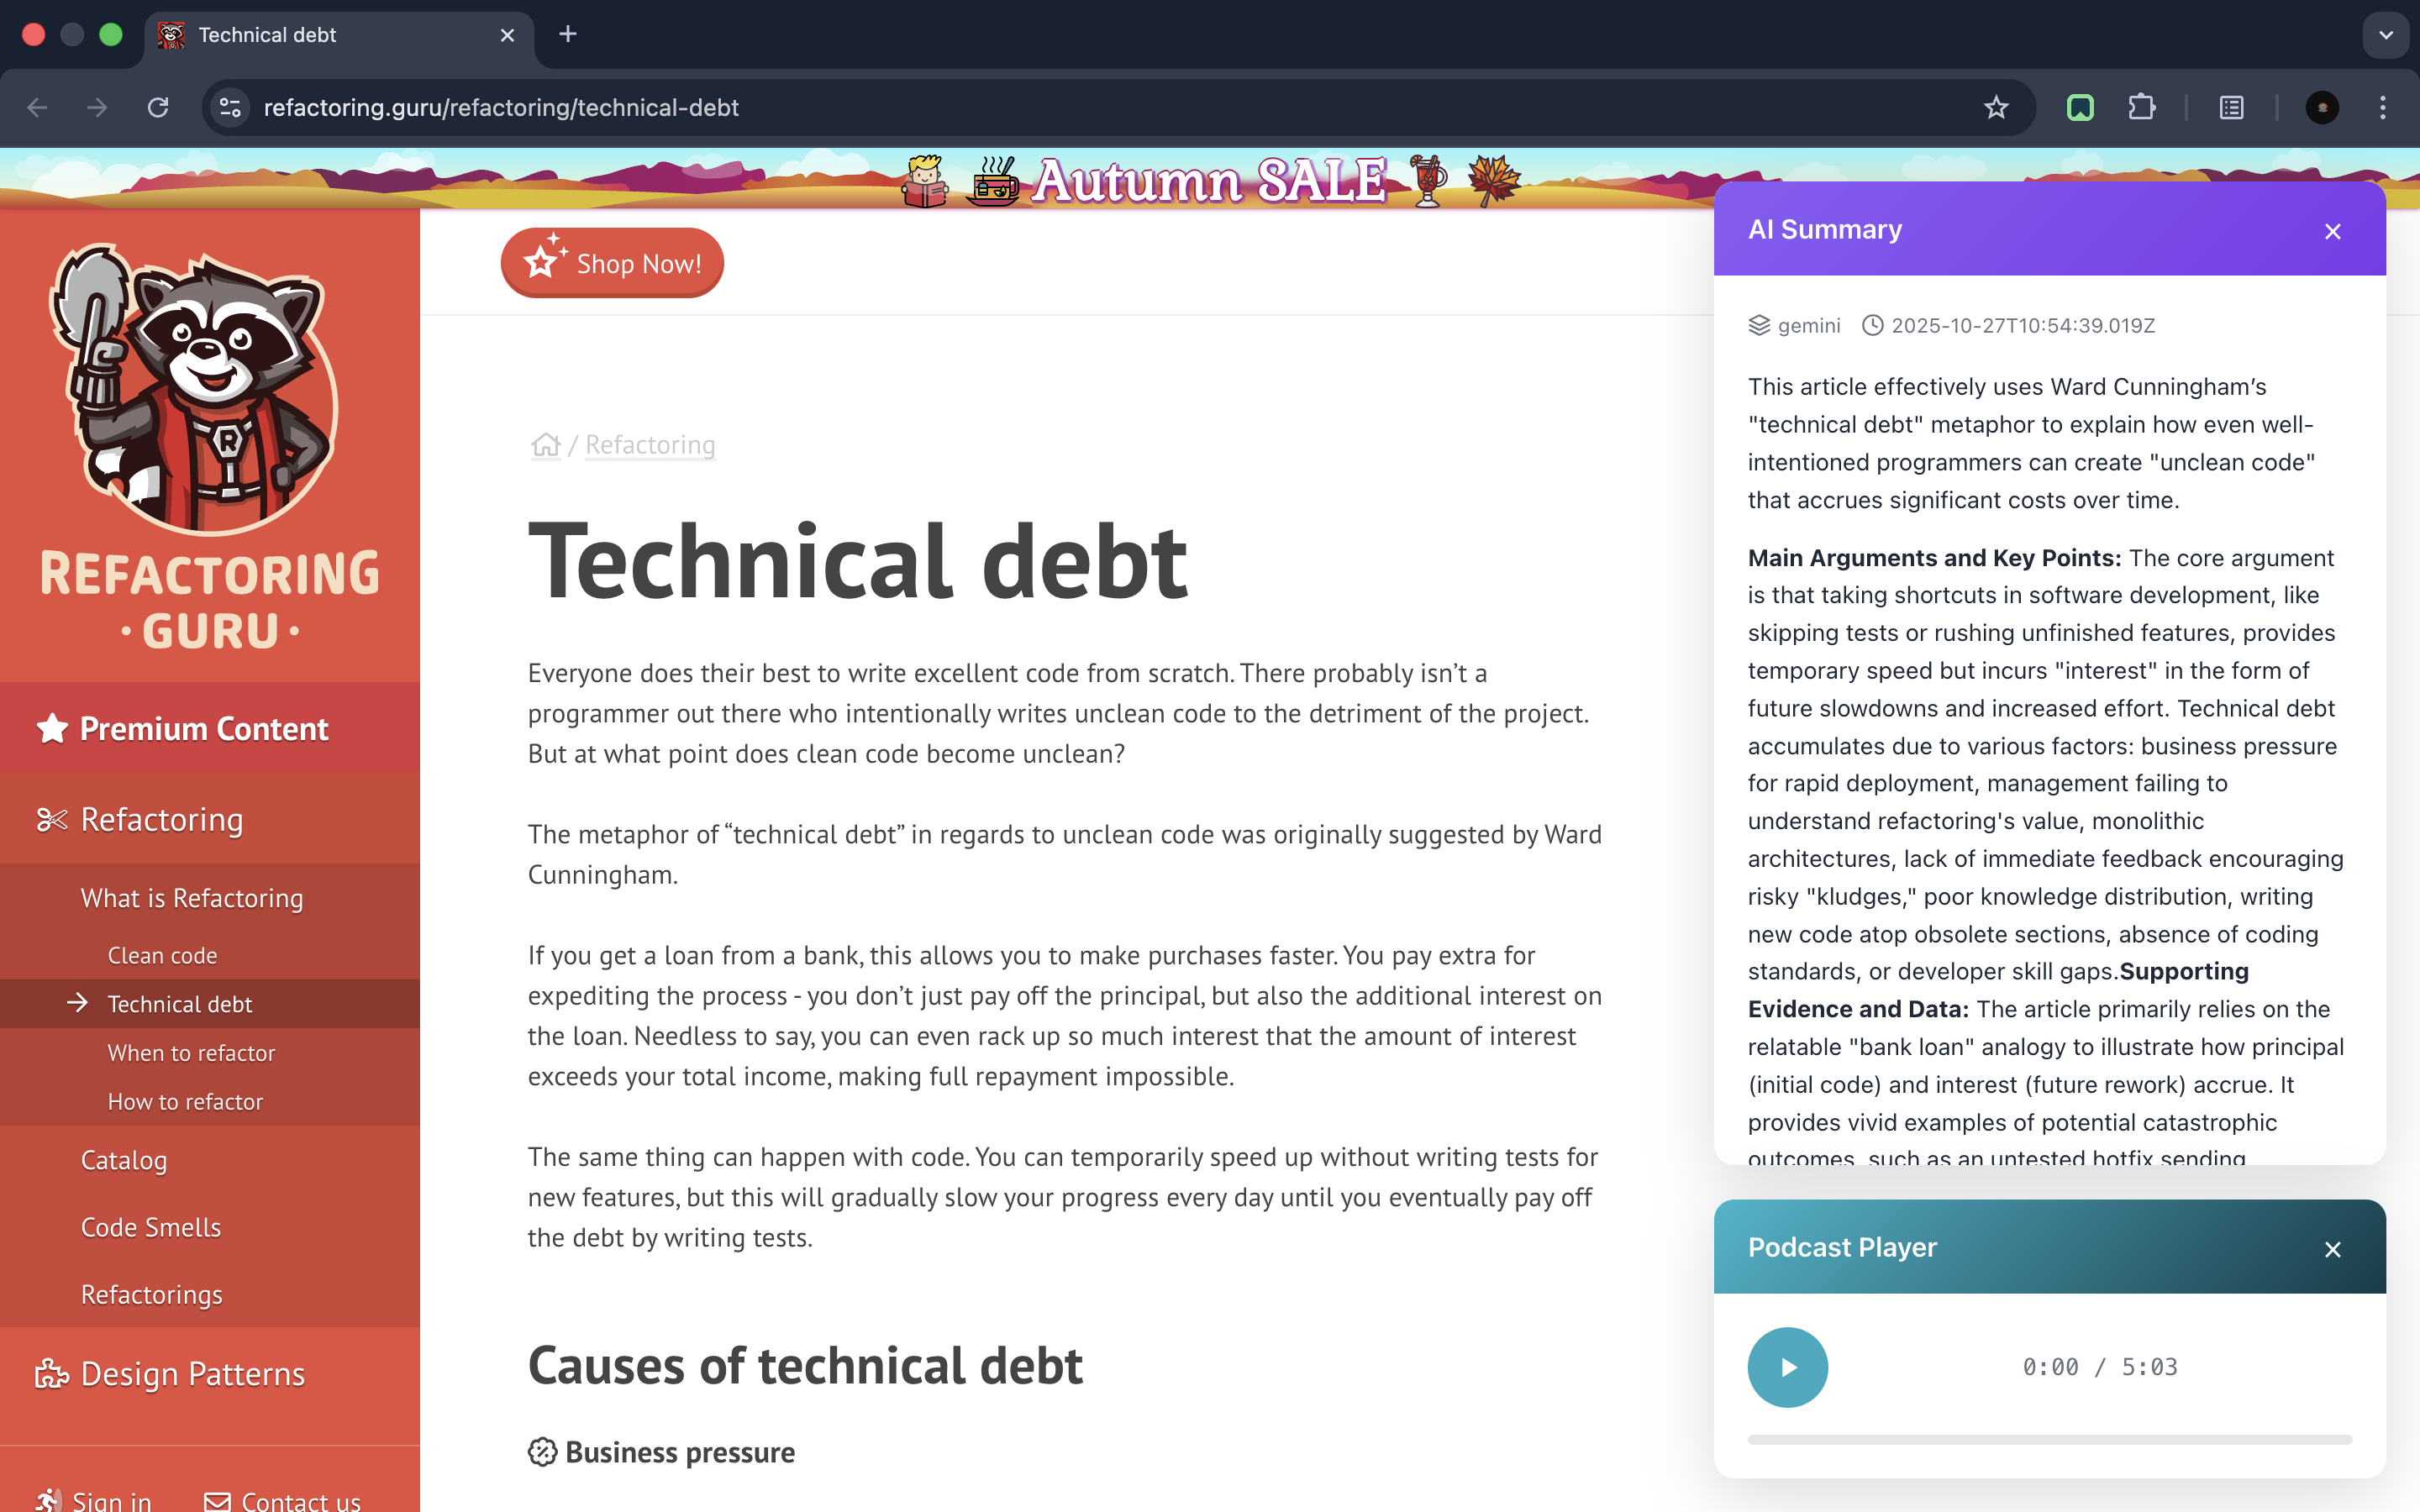 Technical debt
refactoring.guru/refactoring/technical-debt
Autumn SALE
R
REFACTORING
· GURU ·
Premium Content
Refactoring
What is Refactoring
Clean code
Technical debt
When to refactor
How to refactor
Catalog
Code Smells
Refactorings
Design Patterns
Sign in
Contact us
Shop Now!
/ Refactoring
Technical debt
Everyone does their best to write excellent code from scratch. There probably isn’t a
programmer out there who intentionally writes unclean code to the detriment of the project.
But at what point does clean code become unclean?
The metaphor of “technical debt” in regards to unclean code was originally suggested by Ward
Cunningham.
If you get a loan from a bank, this allows you to make purchases faster. You pay extra for
expediting the process - you don’t just pay off the principal, but also the additional interest on
the loan. Needless to say, you can even rack up so much interest that the amount of interest
exceeds your total income, making full repayment impossible.
The same thing can happen with code. You can temporarily speed up without writing tests for
new features, but this will gradually slow your progress every day until you eventually pay off
the debt by writing tests.
Causes of technical debt
Business pressure
AI Summary
gemini 2025-10-27T10:54:39.019Z
This article effectively uses Ward Cunningham’s
"technical debt" metaphor to explain how even well-
intentioned programmers can create "unclean code"
that accrues significant costs over time.
Main Arguments and Key Points: The core argument
is that taking shortcuts in software development, like
skipping tests or rushing unfinished features, provides
temporary speed but incurs "interest" in the form of
future slowdowns and increased effort. Technical debt
accumulates due to various factors: business pressure
for rapid deployment, management failing to
understand refactoring's value, monolithic
architectures, lack of immediate feedback encouraging
risky "kludges," poor knowledge distribution, writing
new code atop obsolete sections, absence of coding
standards, or developer skill gaps.Supporting
Evidence and Data: The article primarily relies on the
relatable "bank loan" analogy to illustrate how principal
(initial code) and interest (future rework) accrue. It
provides vivid examples of potential catastrophic
outcomes, such as an untested hotfix sending
Podcast Player
0:00 / 5:03